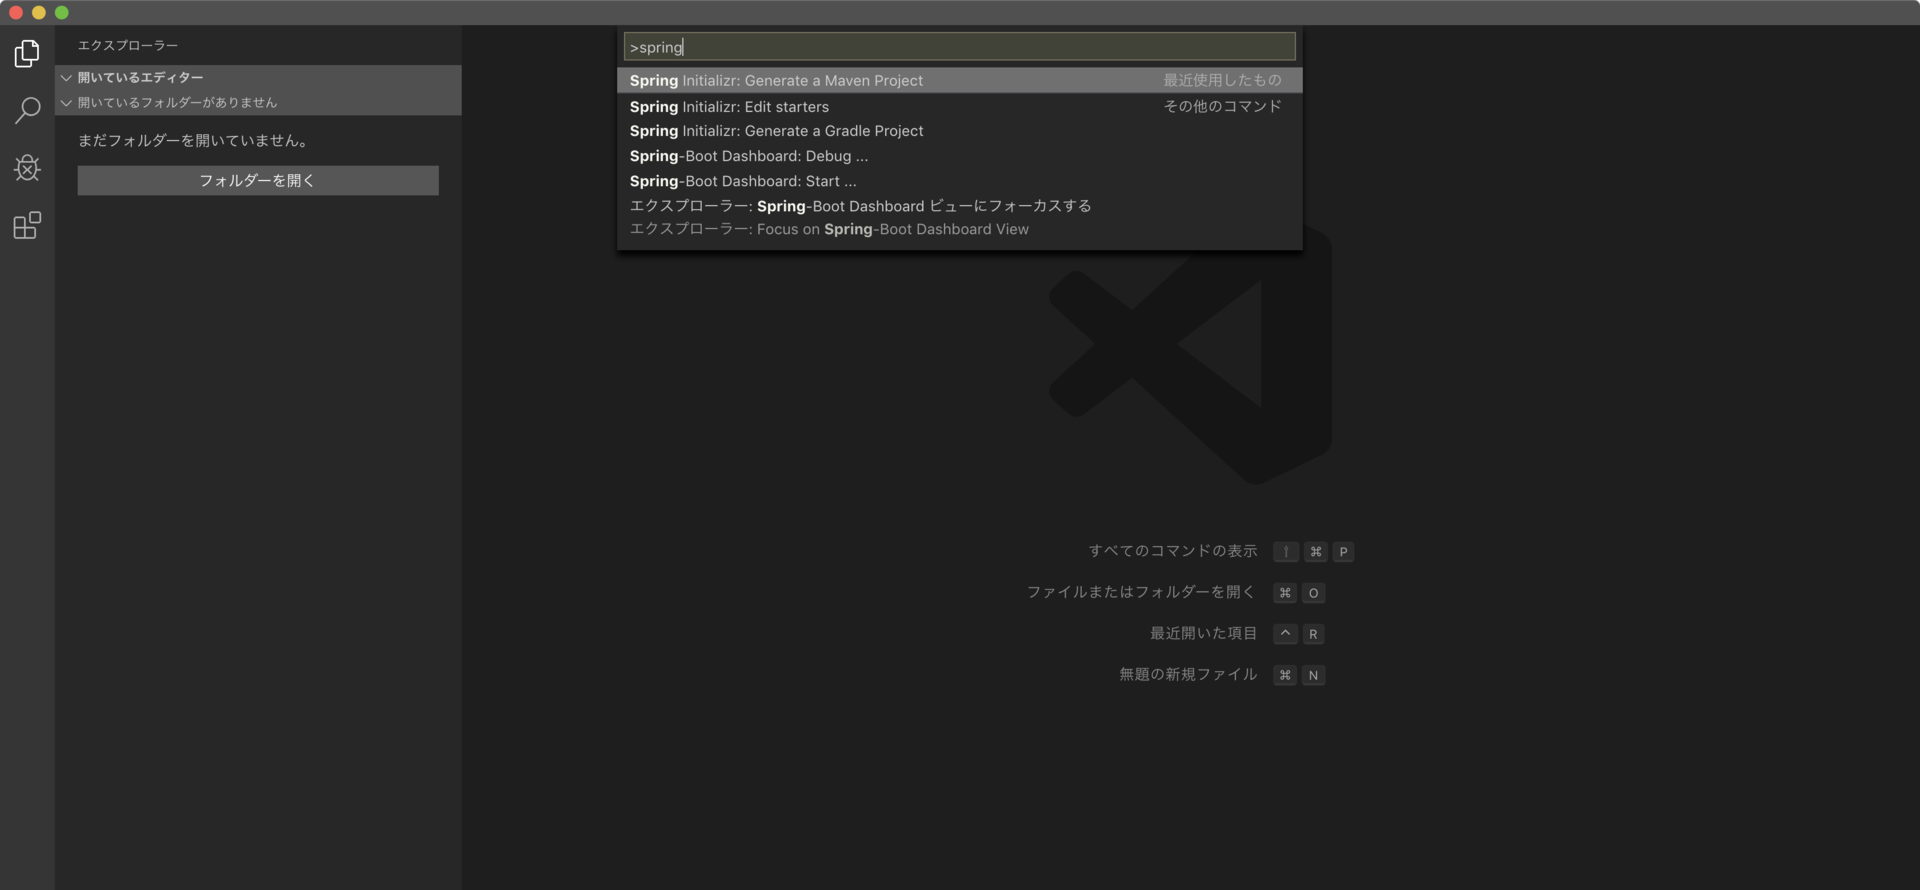 エクスプローラー
開いているエディター
開いているフォルダーがありません
まだフォルダーを開いていません。
フォルダーを開く
>spring
Spring Initializr: Generate a Maven Project 最近使用したもの
Spring Initializr: Edit starters その他のコマンド
Spring Initializr: Generate a Gradle Project
Spring-Boot Dashboard: Debug ...
Spring-Boot Dashboard: Start ...
エクスプローラー: Spring-Boot Dashboard ビューにフォーカスする
エクスプローラー: Focus on Spring-Boot Dashboard View
すべてのコマンドの表示 ⇧ ⌘ P
ファイルまたはフォルダーを開く ⌘ O
最近開いた項目 ^ R
無題の新規ファイル ⌘ N